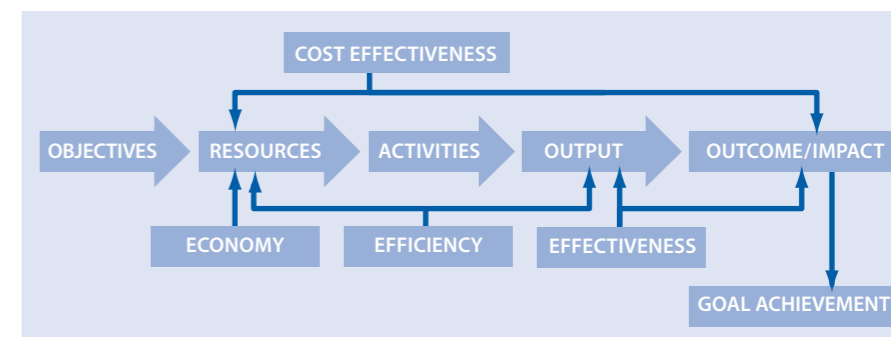 COST EFFECTIVENESS
OBJECTIVES
RESOURCES
ACTIVITIES
OUTPUT
OUTCOME/IMPACT
ECONOMY
EFFICIENCY
EFFECTIVENESS
GOAL ACHIEVEMENT